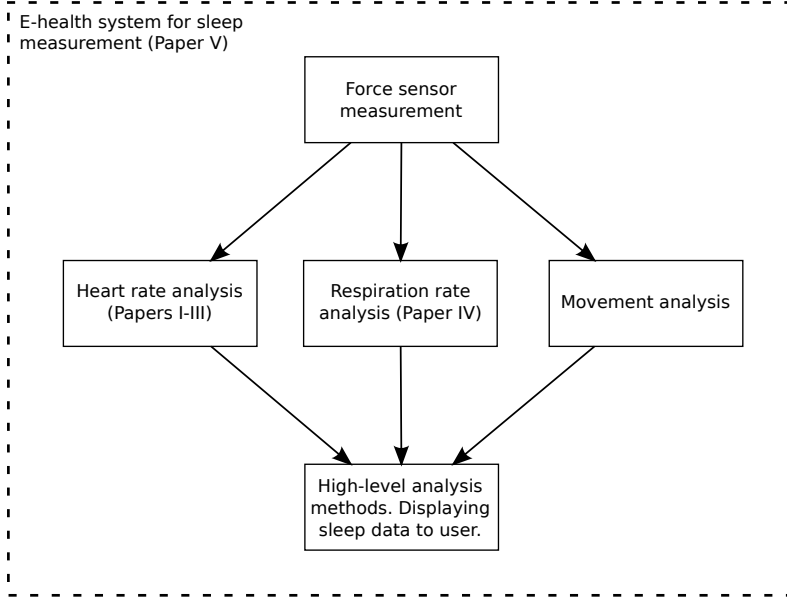 E-health system for sleep
measurement (Paper V)
Force sensor
measurement
Heart rate analysis
(Papers I-III)
Respiration rate
analysis (Paper IV)
Movement analysis
High-level analysis
methods. Displaying
sleep data to user.